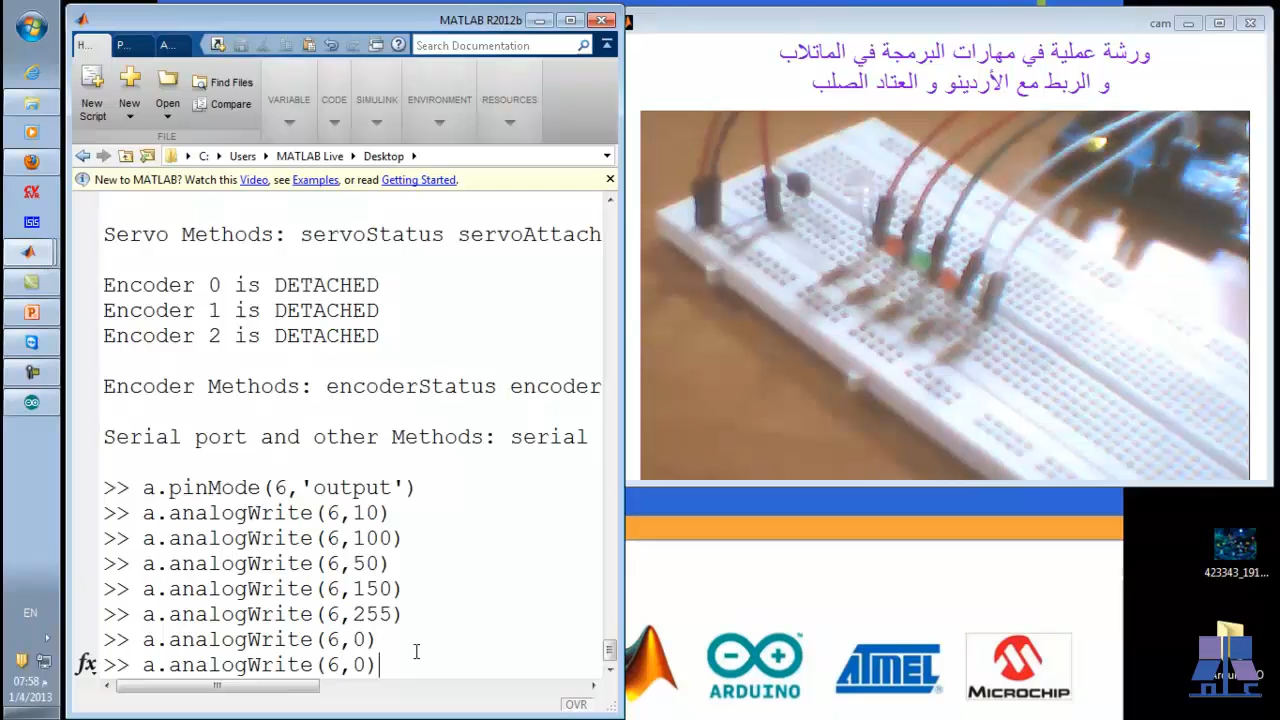 MATLAB R2012b
H...
P...
A...
Search Documentation
New Script
New
Open
Find Files
Compare
FILE
VARIABLE
CODE
SIMULINK
ENVIRONMENT
RESOURCES
C:
Users
MATLAB Live
Desktop
New to MATLAB? Watch this Video, see Examples, or read Getting Started.
Servo Methods: servoStatus servoAttach
Encoder 0 is DETACHED
Encoder 1 is DETACHED
Encoder 2 is DETACHED
Encoder Methods: encoderStatus encoder
Serial port and other Methods: serial
>> a.pinMode(6,'output')
>> a.analogWrite(6,10)
>> a.analogWrite(6,100)
>> a.analogWrite(6,50)
>> a.analogWrite(6,150)
>> a.analogWrite(6,255)
>> a.analogWrite(6,0)
fx >> a.analogWrite(6,0)
OVR
cam
ورشة عملية في مهارات البرمجة في الماتلاب
و الربط مع الأردينو و العتاد الصلب
ARDUINO
ATMEL
MICROCHIP
423343_191...
ISIS
EN
07:58 م
1/4/2013